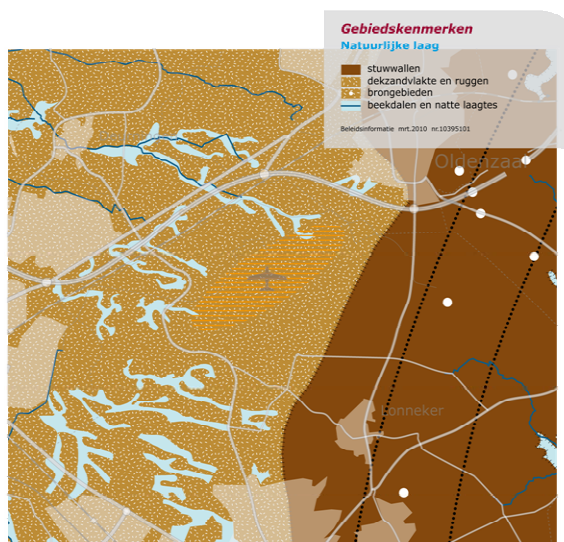 Gebiedskenmerken
Natuurlijke laag
stuwwallen
dekzandvlakte en ruggen
brongebieden
beekdalen en natte laagtes
Beleidsinformatie mrt.2010 nr.10395101
Oldenzaal
Lonneker